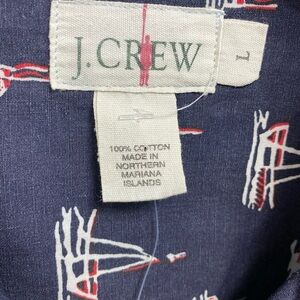 J.CREW
L
100% COTTON
MADE IN
NORTHERN
MARIANA
ISLANDS